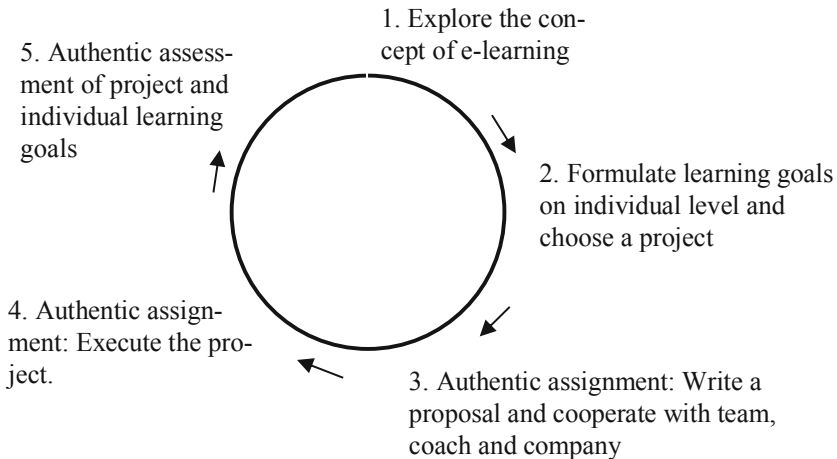 1. Explore the con-
cept of e-learning
2. Formulate learning goals
on individual level and
choose a project
3. Authentic assignment: Write a
proposal and cooperate with team,
coach and company
4. Authentic assign-
ment: Execute the pro-
ject.
5. Authentic assess-
ment of project and
individual learning
goals